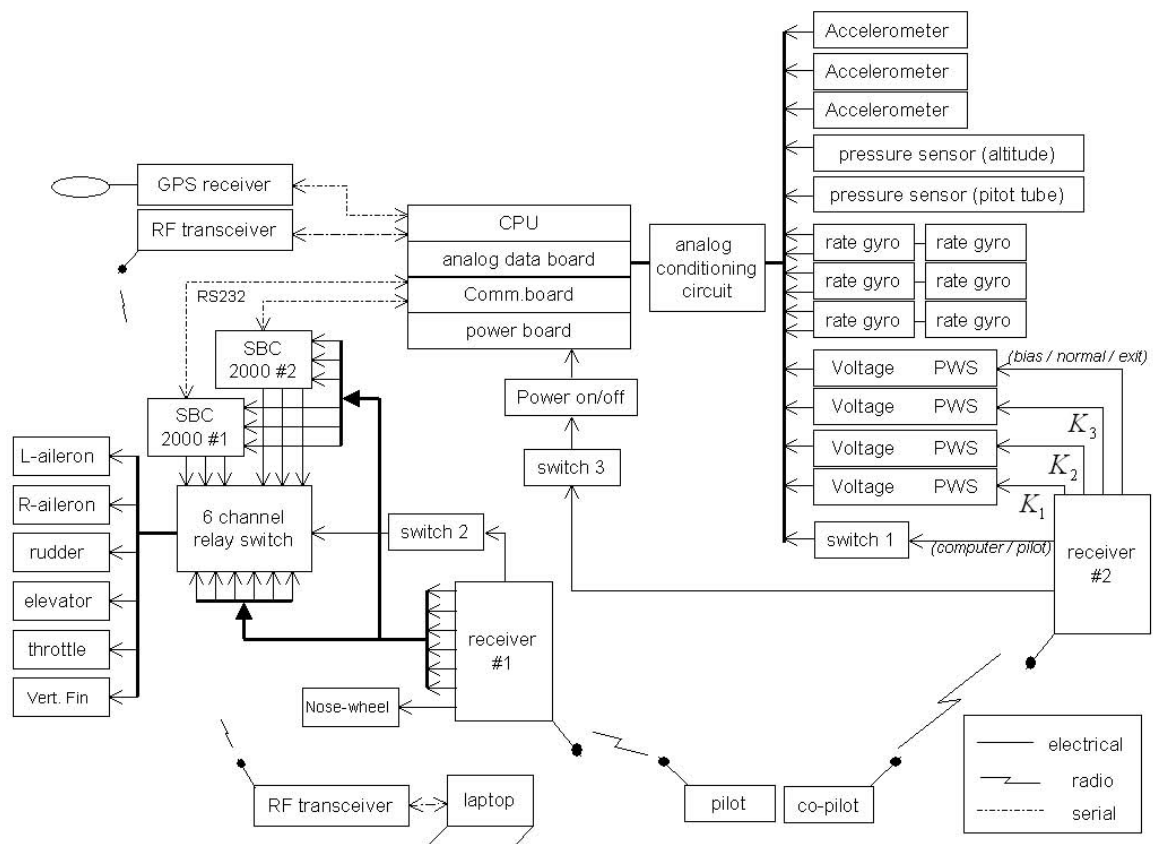 Accelerometer
Accelerometer
Accelerometer
pressure sensor (altitude)
pressure sensor (pitot tube)
GPS receiver
RF transceiver
CPU
analog data board
Comm.board
power board
analog
conditioning
circuit
rate gyro
rate gyro
rate gyro
rate gyro
rate gyro
rate gyro
RS232
SBC
2000 #2
SBC
2000 #1
Power on/off
switch 3
(bias / normal / exit)
Voltage PWS
Voltage PWS
Voltage PWS
Voltage PWS
K3
K2
K1
L-aileron
R-aileron
rudder
elevator
throttle
Vert. Fin
6 channel
relay switch
switch 2
switch 1
(computer / pilot)
receiver
#2
receiver
#1
Nose-wheel
RF transceiver
laptop
pilot
co-pilot
electrical
radio
serial